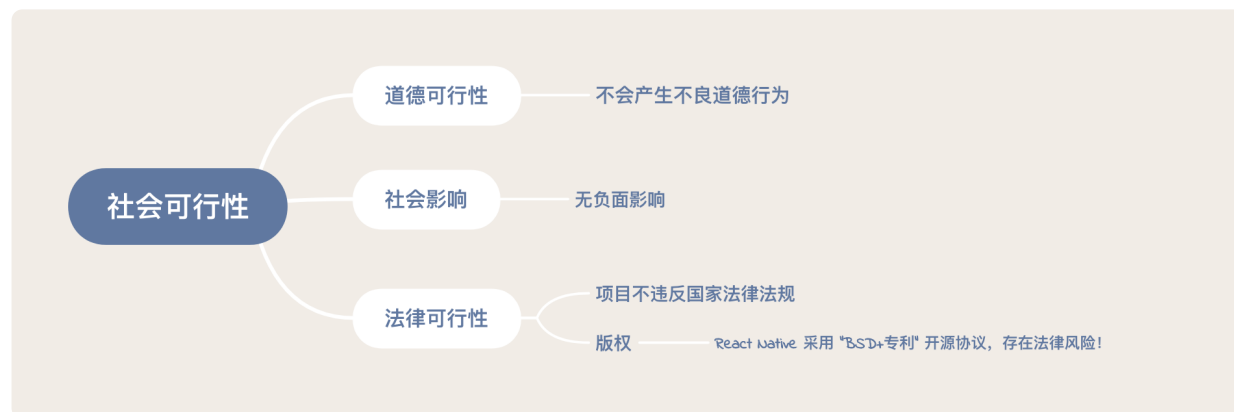 社会可行性
道德可行性
不会产生不良道德行为
社会影响
无负面影响
法律可行性
项目不违反国家法律法规
版权
React Native 采用 "BSD+专利" 开源协议，存在法律风险！